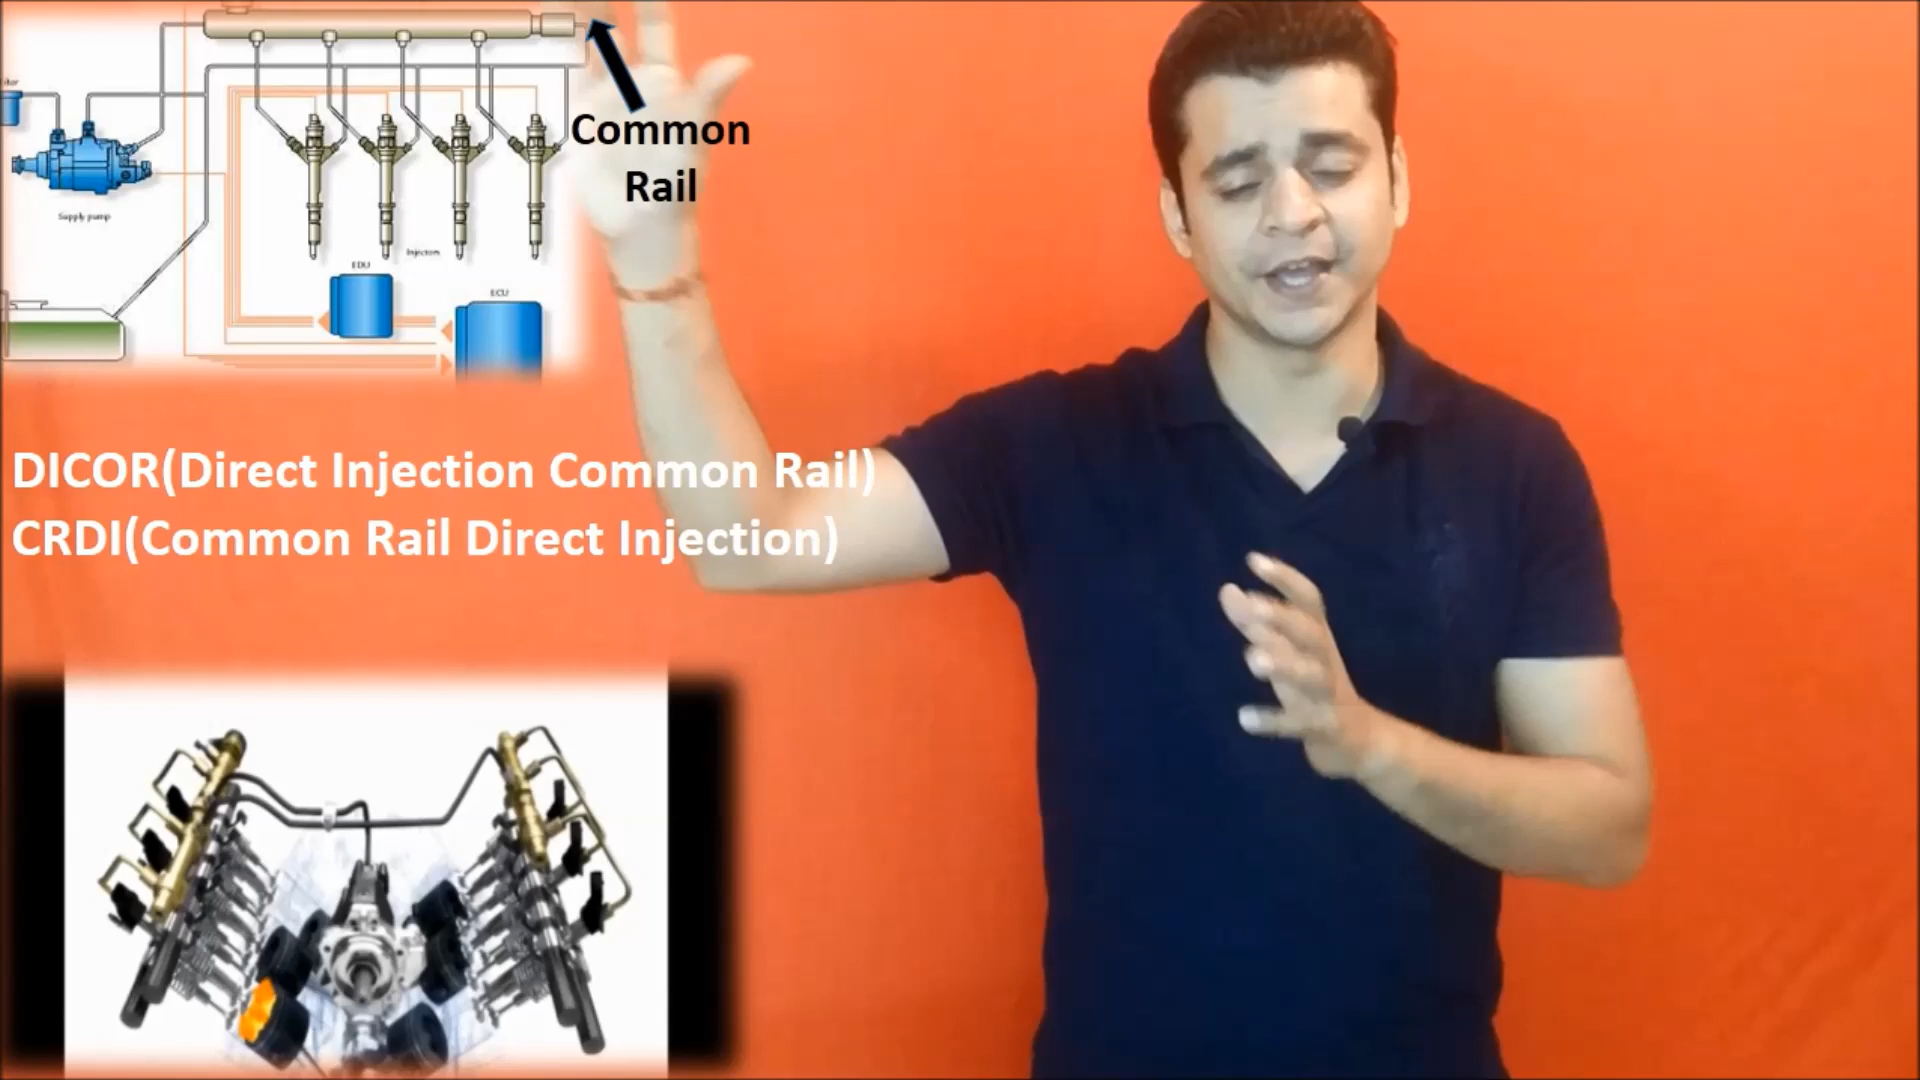 Common
Rail
Supply pump
Injectors
EDU
ECU
DICOR(Direct Injection Common Rail)
CRDI(Common Rail Direct Injection)